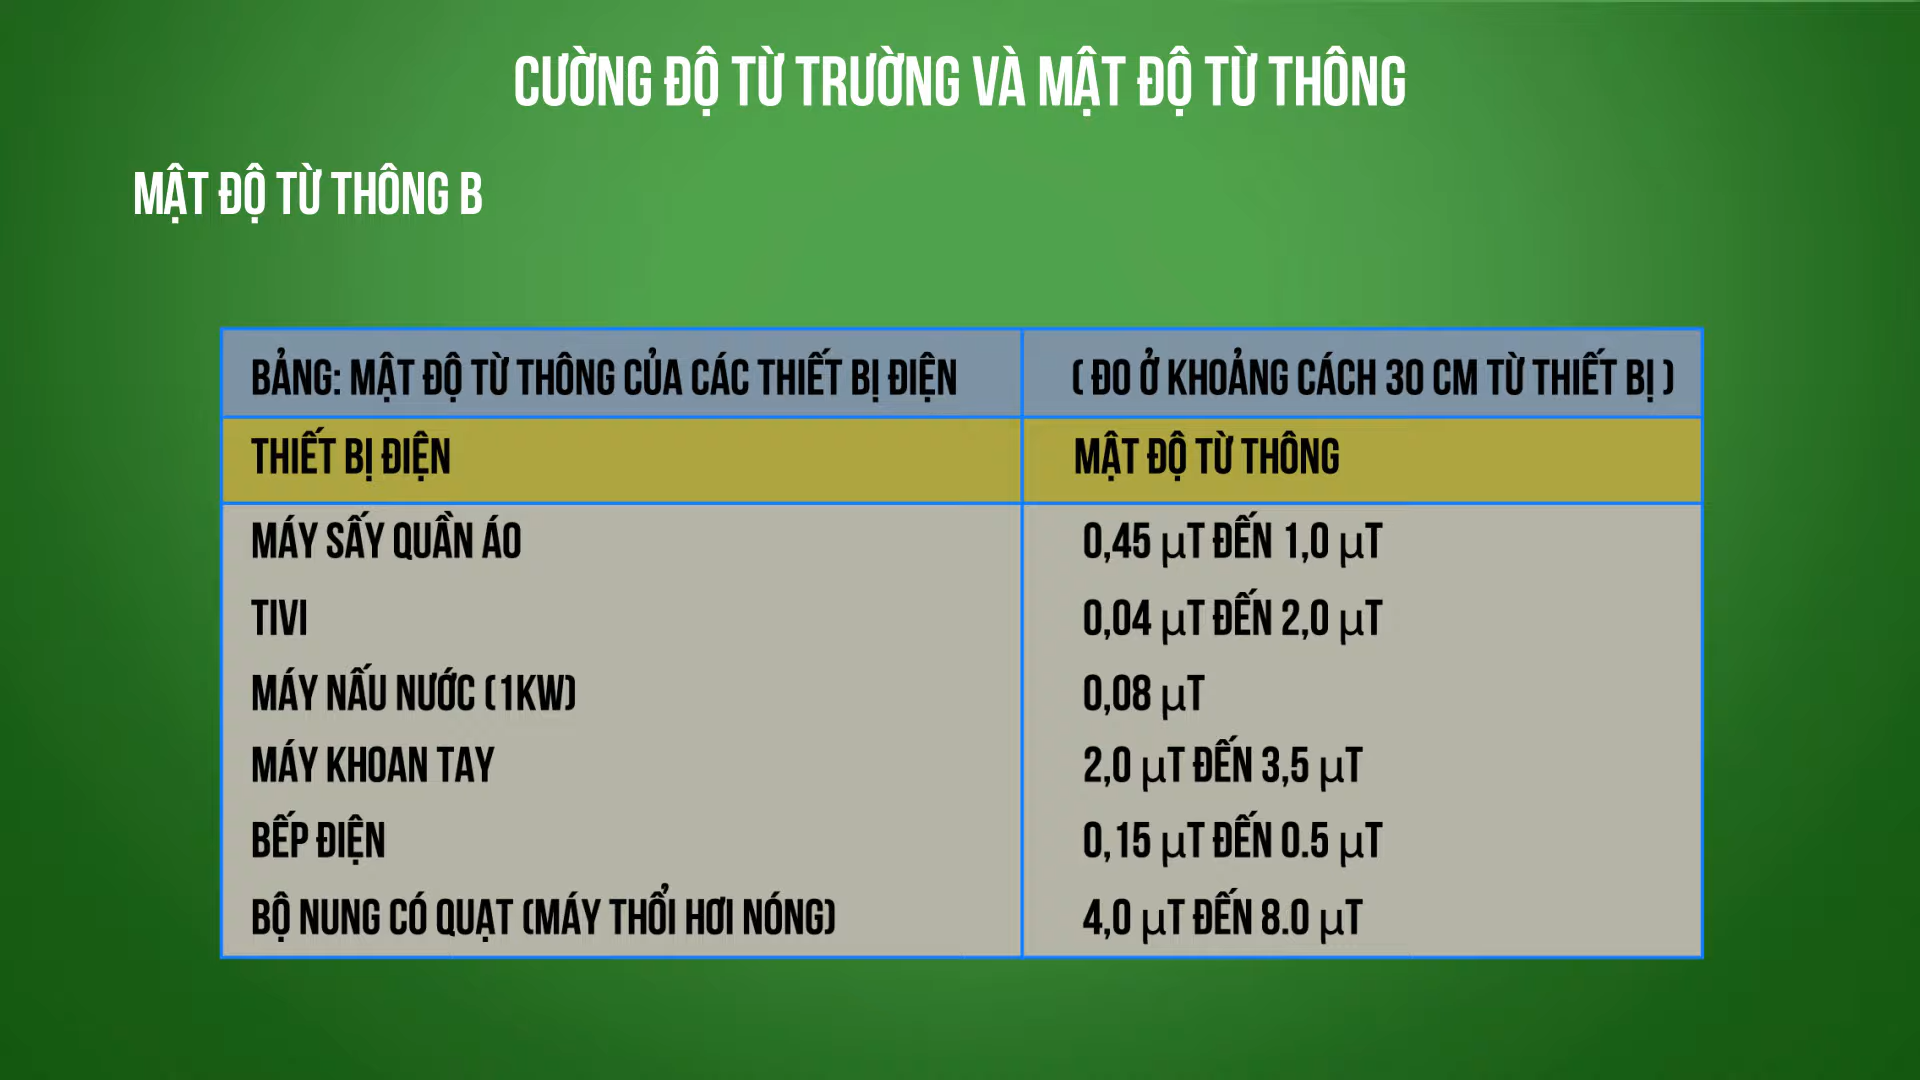 CƯỜNG ĐỘ TỪ TRƯỜNG VÀ MẬT ĐỘ TỪ THÔNG
MẬT ĐỘ TỪ THÔNG B
BẢNG: MẬT ĐỘ TỪ THÔNG CỦA CÁC THIẾT BỊ ĐIỆN ( ĐO Ở KHOẢNG CÁCH 30 CM TỪ THIẾT BỊ )
THIẾT BỊ ĐIỆN MẬT ĐỘ TỪ THÔNG
MÁY SẤY QUẦN ÁO 0,45 µT ĐẾN 1,0 µT
TIVI 0,04 µT ĐẾN 2,0 µT
MÁY NẤU NƯỚC (1KW) 0,08 µT
MÁY KHOAN TAY 2,0 µT ĐẾN 3,5 µT
BẾP ĐIỆN 0,15 µT ĐẾN 0.5 µT
BỘ NUNG CÓ QUẠT (MÁY THỔI HƠI NÓNG) 4,0 µT ĐẾN 8.0 µT